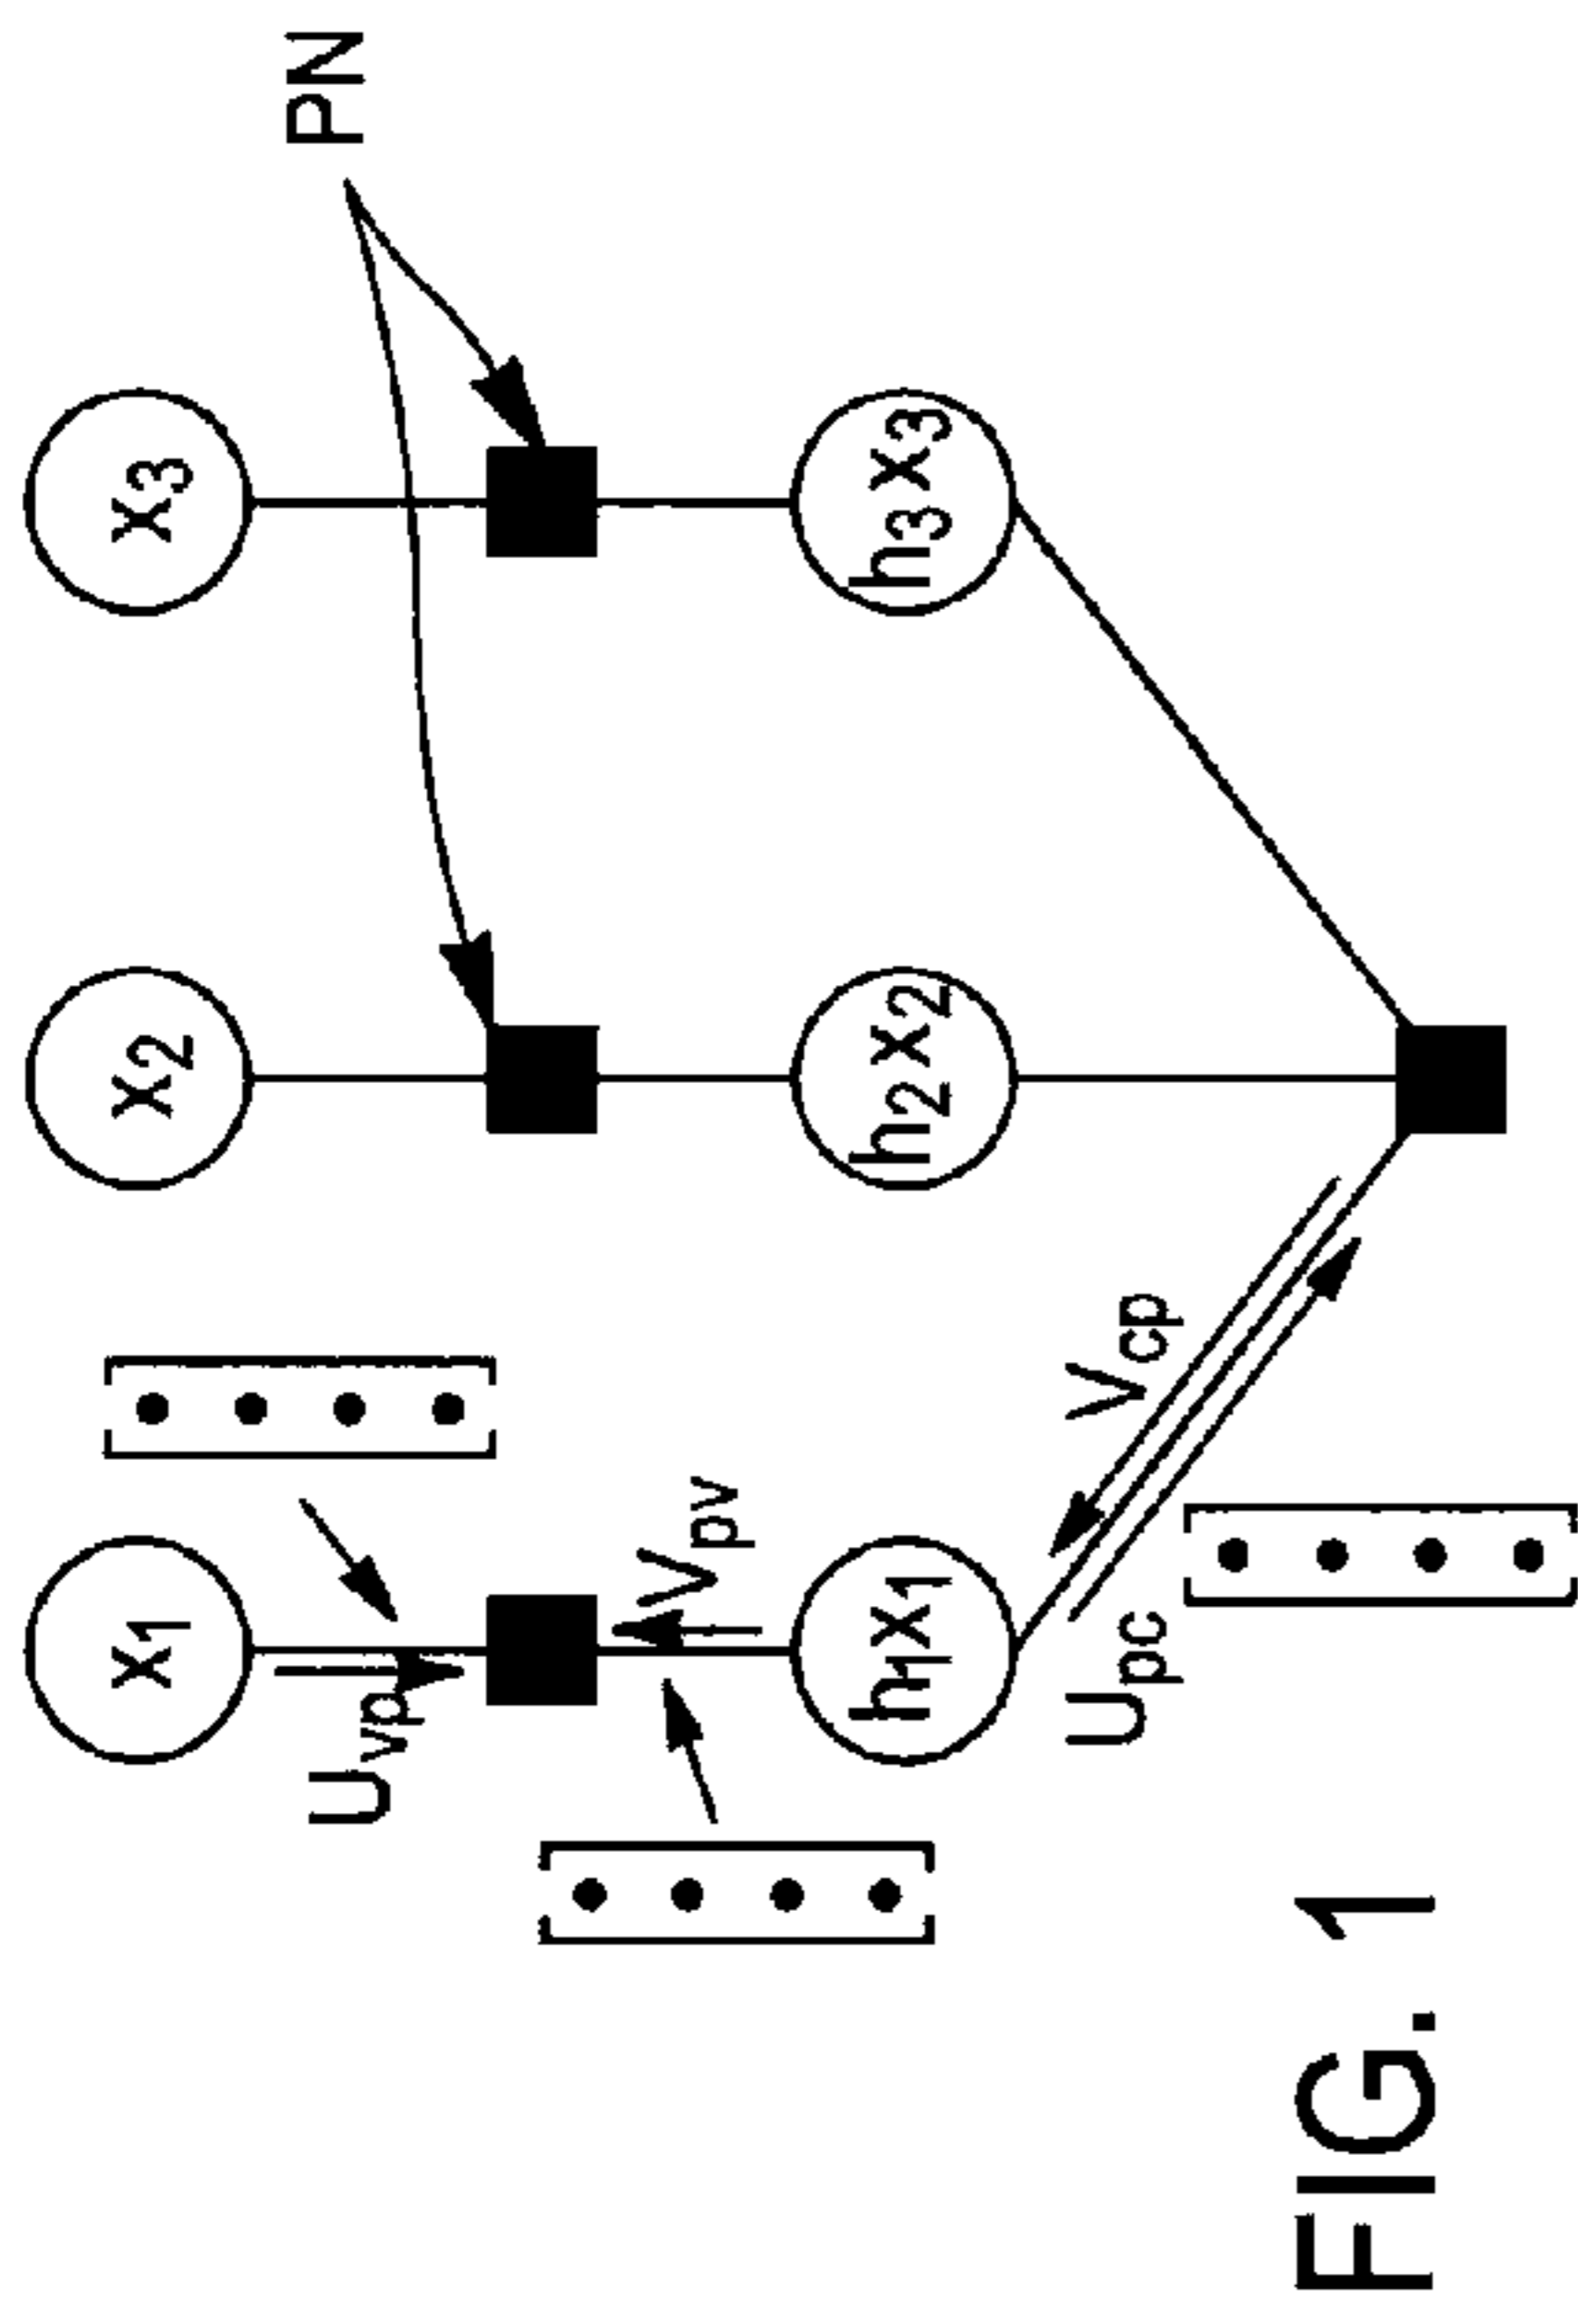 x1 x2 x3
PN
Uvp
Vpv
h1x1 h2x2 h3x3
Upc Vcp
FIG. 1